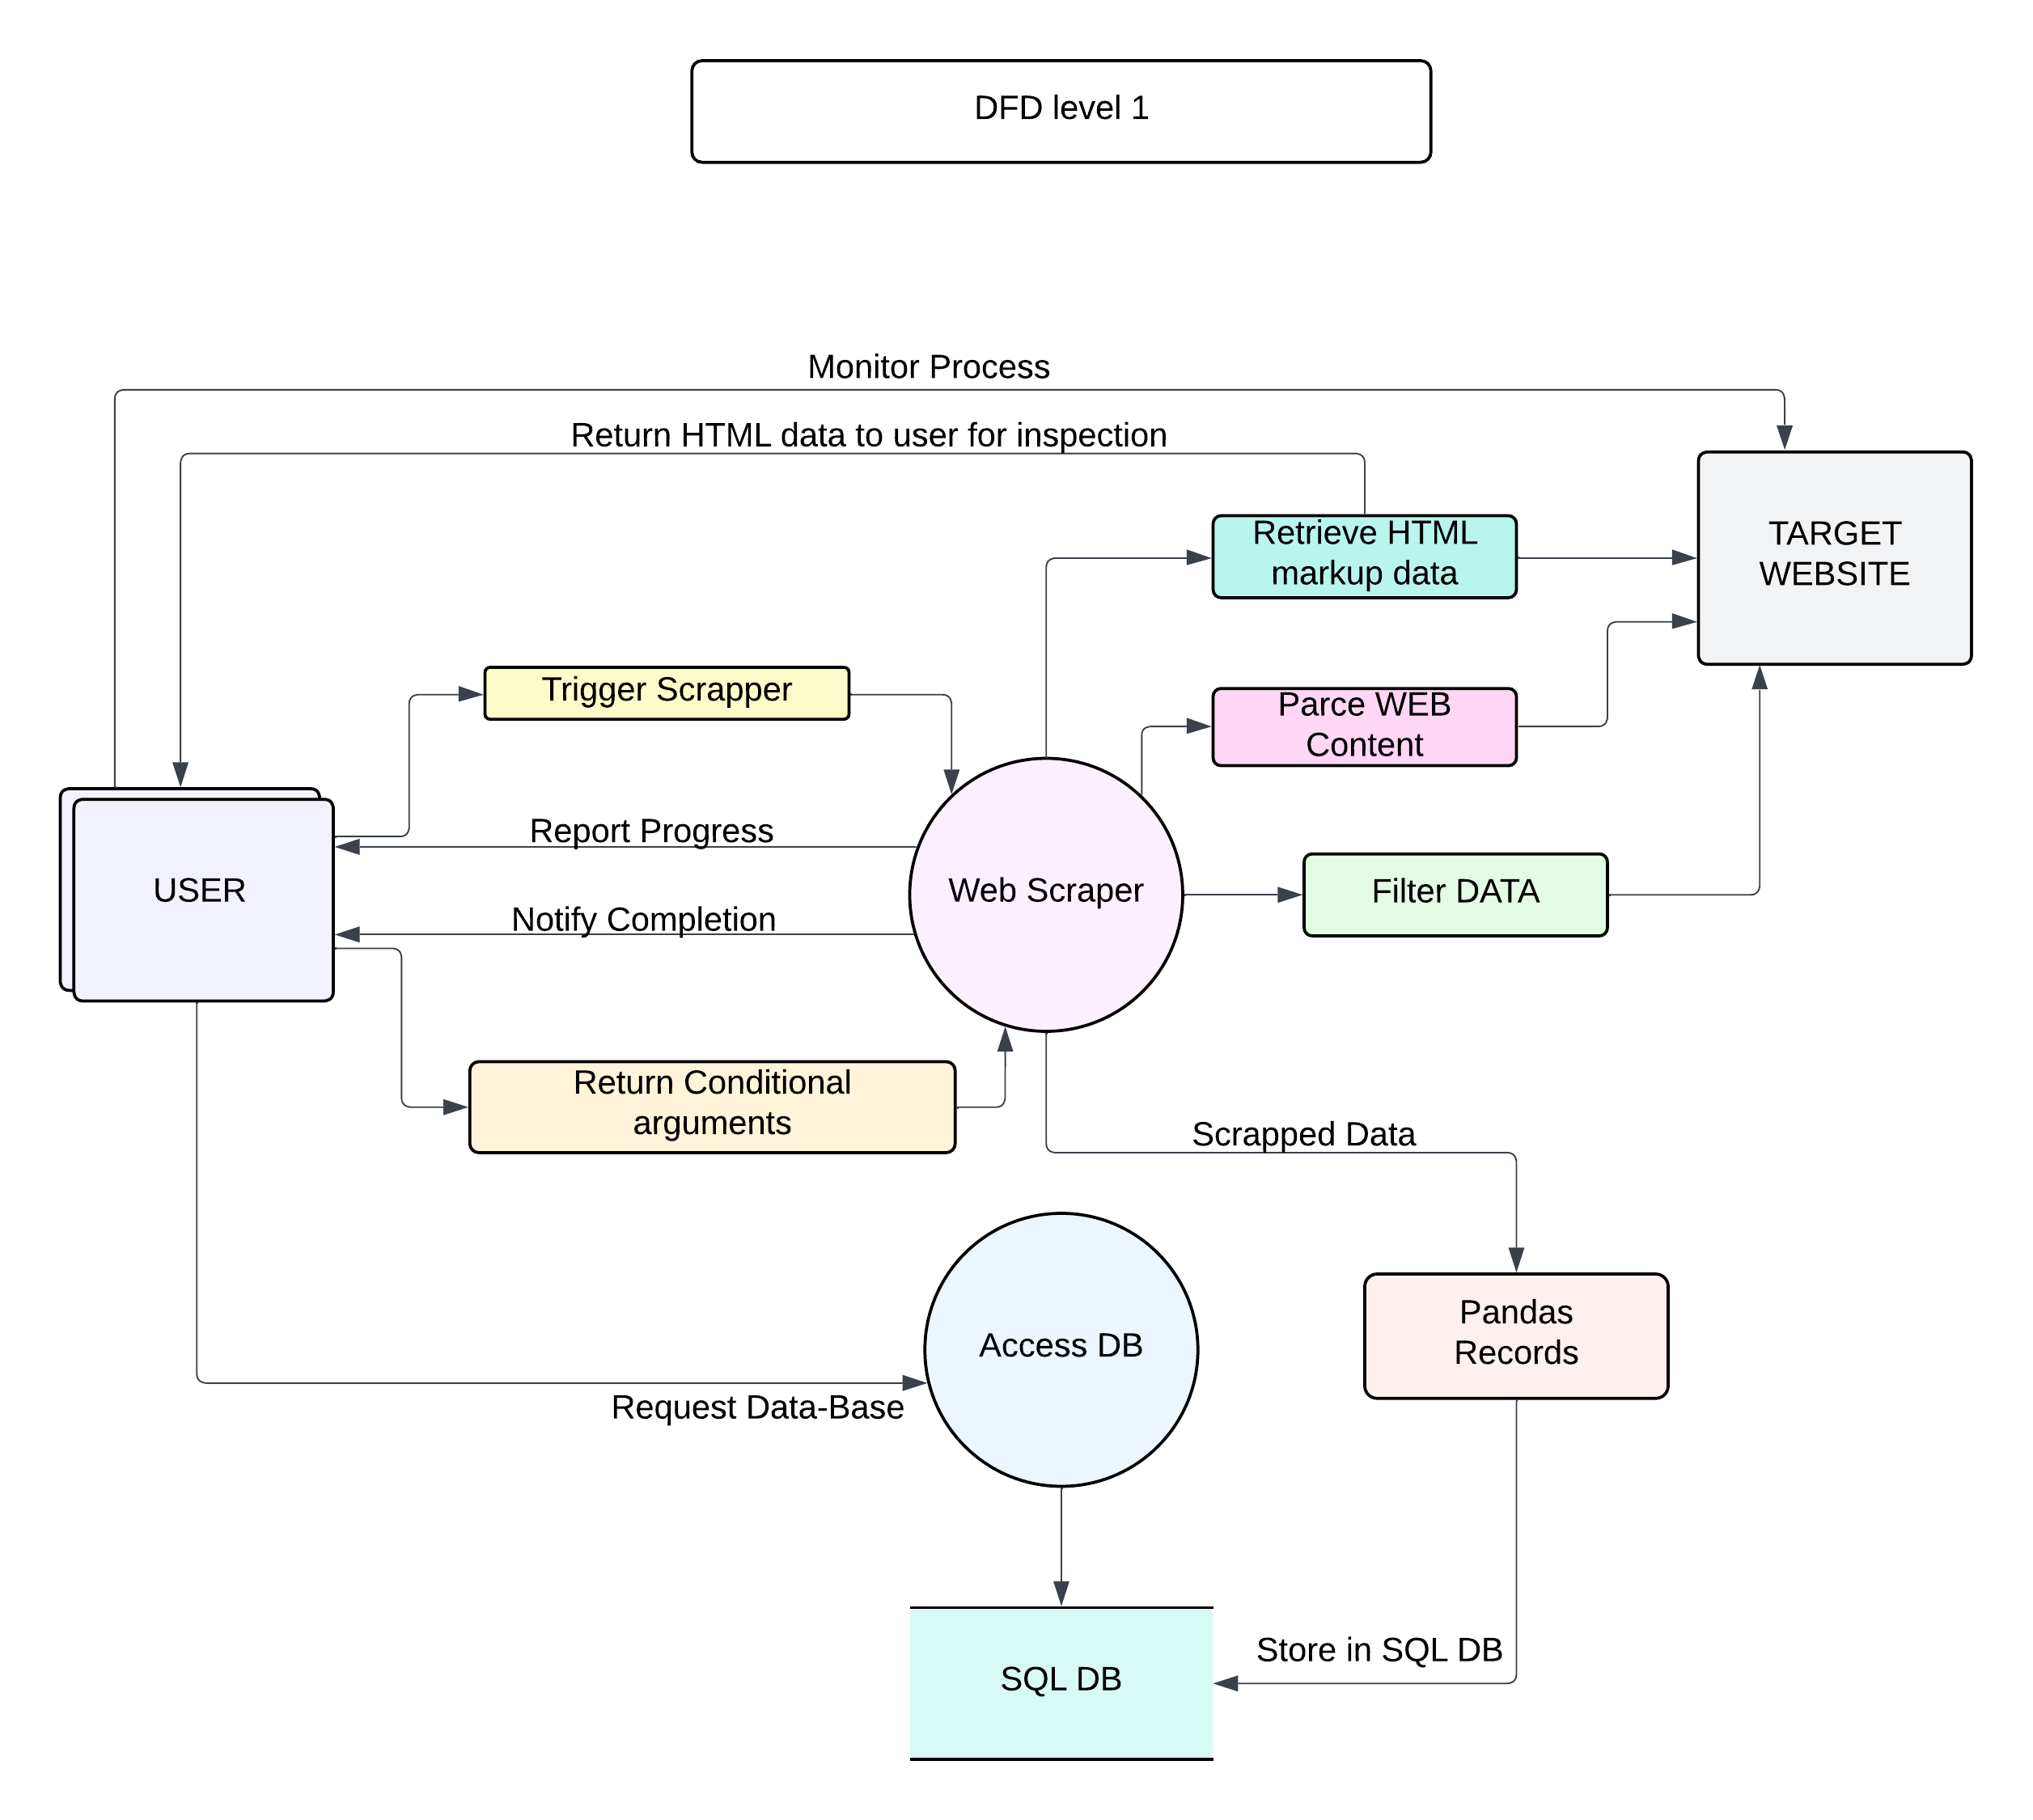 DFD level 1
Monitor Process
Return HTML data to user for inspection
Retrieve HTML
markup data
TARGET
WEBSITE
Trigger Scrapper
Parce WEB
Content
Report Progress
USER
Web Scraper
Filter DATA
Notify Completion
Return Conditional
arguments
Scrapped Data
Access DB
Pandas
Records
Request Data-Base
Store in SQL DB
SQL DB